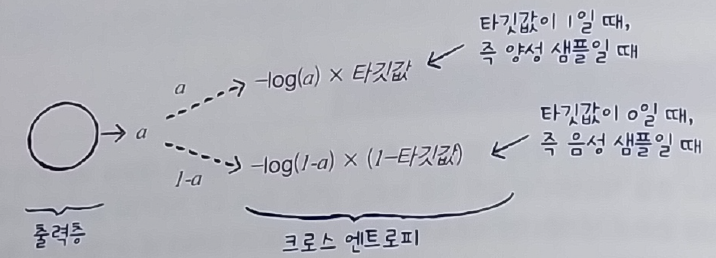 타깃값이 1일 때,
즉 양성 샘플일 때
a
-log(a) × 타깃값
a
타깃값이 0일 때,
즉 음성 샘플일 때
1-a
-log(1-a) × (1-타깃값)
출력층
크로스 엔트로피